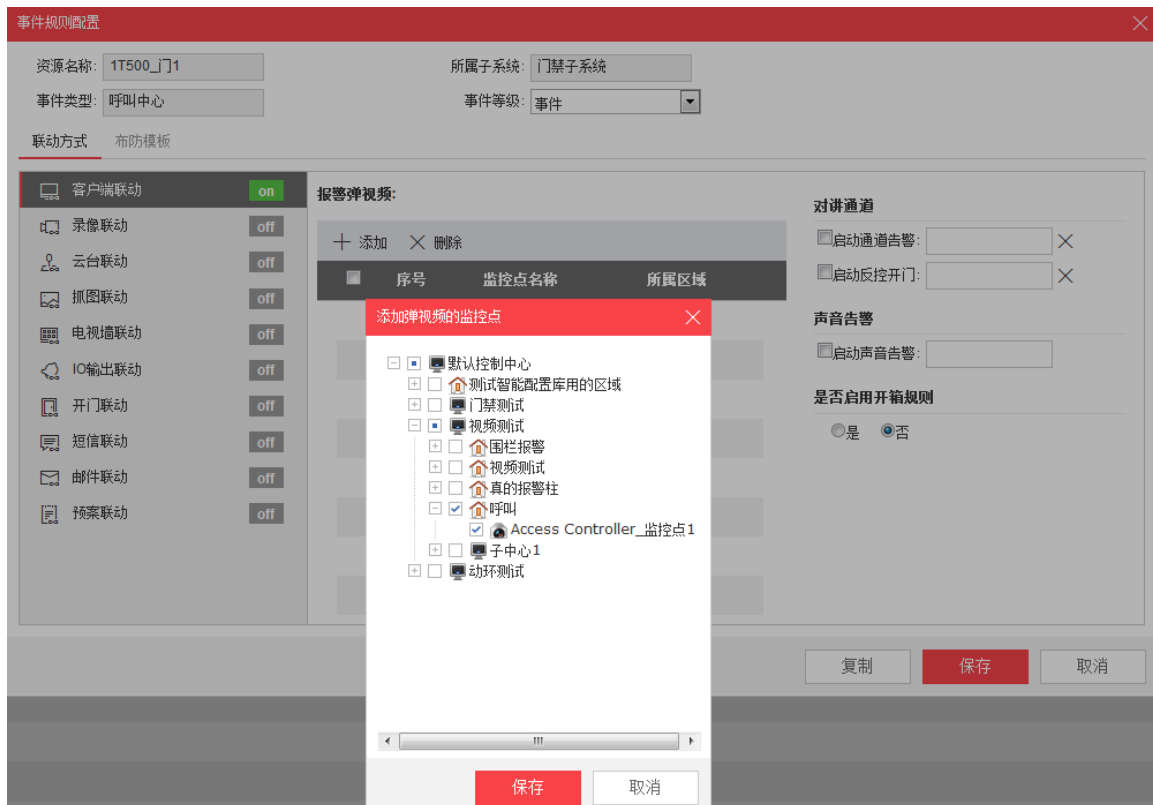 事件规则配置
资源名称: 1T500_门1 所属子系统: 门禁子系统
事件类型: 呼叫中心 事件等级: 事件
联动方式 布防模板
客户端联动 on
录像联动 off
云台联动 off
抓图联动 off
电视墙联动 off
IO输出联动 off
开门联动 off
短信联动 off
邮件联动 off
预案联动 off
报警弹视频:
添加 删除
序号 监控点名称 所属区域
添加弹视频的监控点
默认控制中心
测试智能配置库用的区域
门禁测试
视频测试
围栏报警
视频测试
真的报警柱
呼叫
Access Controller_监控点1
子中心1
动环测试
保存 取消
对讲通道
启动通道告警:
启动反控开门:
声音告警
启动声音告警:
是否启用开箱规则
是 否
复制 保存 取消